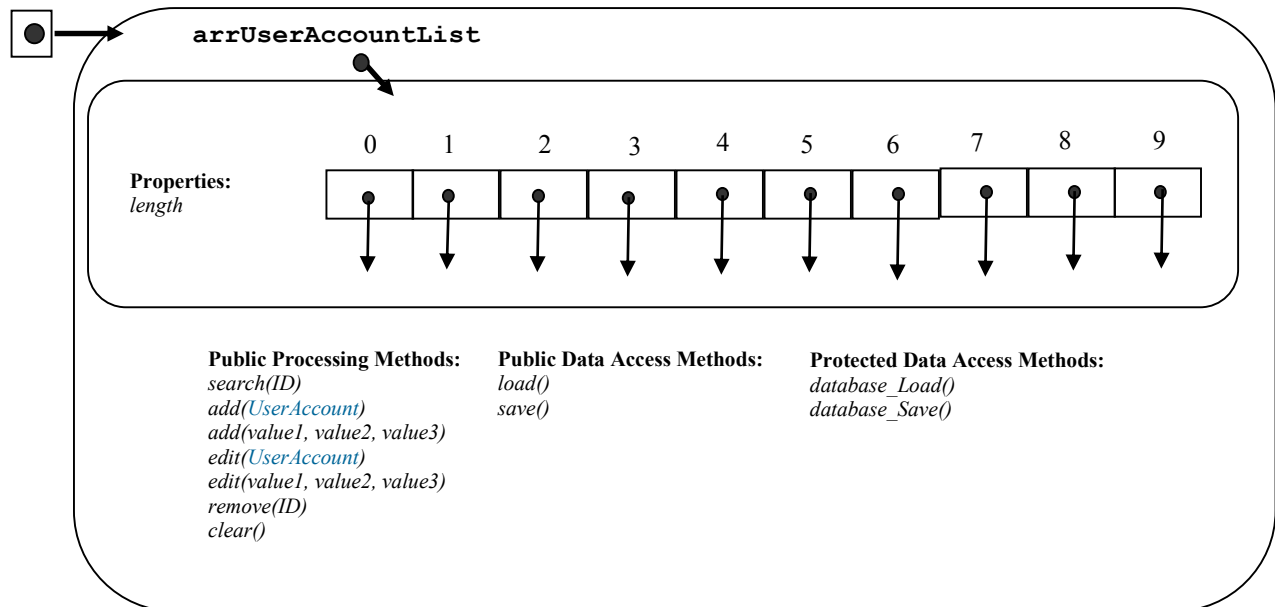 arrUserAccountList
0 1 2 3 4 5 6 7 8 9
Properties:
length
Public Processing Methods:
search(ID)
add(UserAccount)
add(value1, value2, value3)
edit(UserAccount)
edit(value1, value2, value3)
remove(ID)
clear()
Public Data Access Methods:
load()
save()
Protected Data Access Methods:
database_Load()
database_Save()